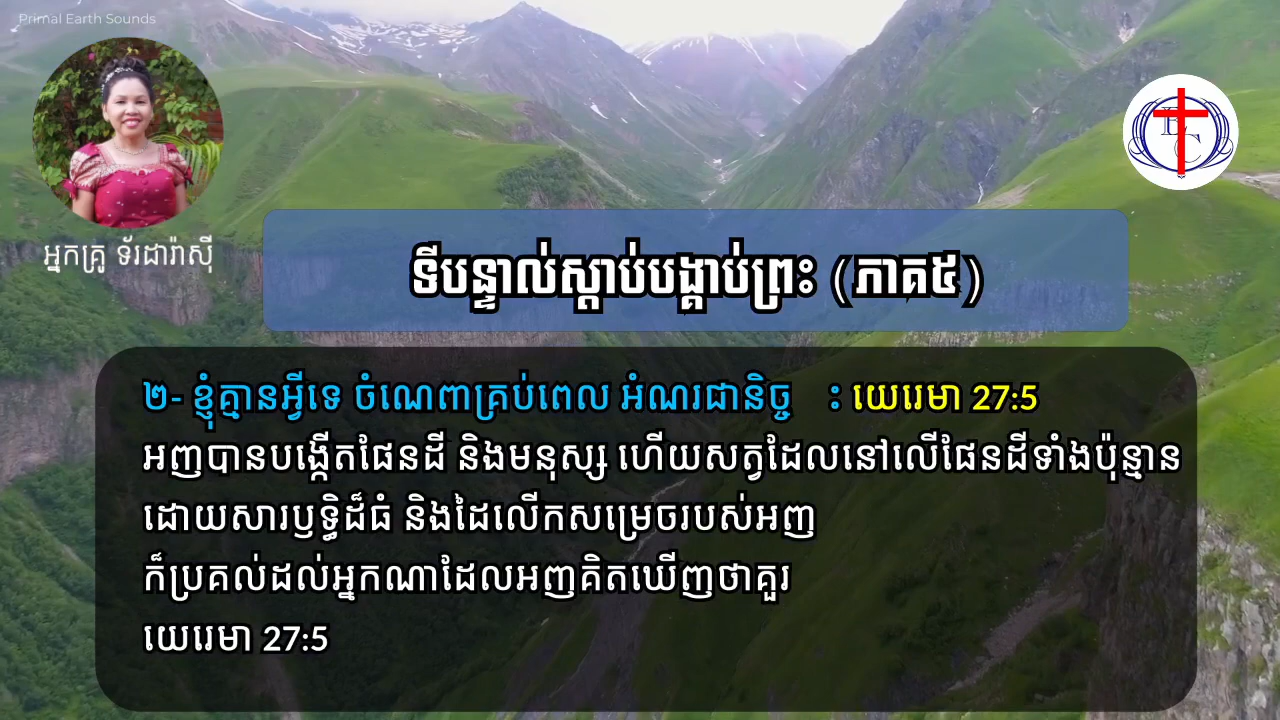 Primal Earth Sounds
អ្នកគ្រូ ទ័រដារ៉ាស៊ី
ទីបន្ទាល់ស្ដាប់បង្គាប់ព្រះ (ភាគ៥)
២- ខ្ញុំគ្មានអ្វីទេ ចំណេពាគ្រប់ពេល អំណរជានិច្ច ៖ យេរេមា 27:5
អញបានបង្កើតផែនដី និងមនុស្ស ហើយសត្វដែលនៅលើផែនដីទាំងប៉ុន្មាន
ដោយសារឫទ្ធិដ៏ធំ និងដៃលើកសម្រេចរបស់អញ
ក៏ប្រគល់ដល់អ្នកណាដែលអញគិតឃើញថាគួរ
យេរេមា 27:5